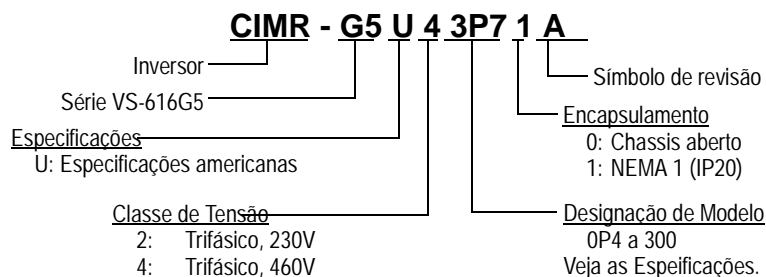 CIMR - G5 U 4 3P7 1 A
Inversor
Série VS-616G5
Especificações
U: Especificações americanas
Classe de Tensão
2: Trifásico, 230V
4: Trifásico, 460V
Símbolo de revisão
Encapsulamento
0: Chassis aberto
1: NEMA 1 (IP20)
Designação de Modelo
0P4 a 300
Veja as Espeificações.